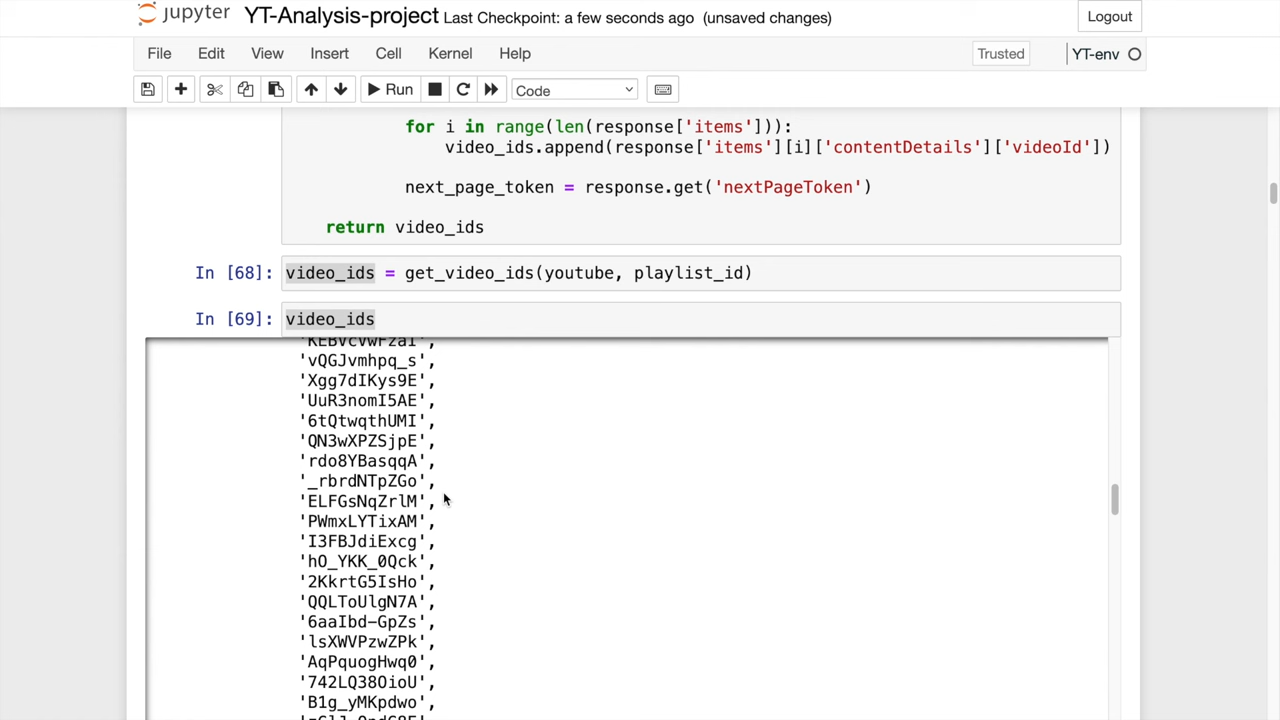 jupyter YT-Analysis-project Last Checkpoint: a few seconds ago (unsaved changes) Logout
File Edit View Insert Cell Kernel Help Trusted YT-env
Run Code
for i in range(len(response['items'])):
video_ids.append(response['items'][i]['contentDetails']['videoId'])
next_page_token = response.get('nextPageToken')
return video_ids
In [68]: video_ids = get_video_ids(youtube, playlist_id)
In [69]: video_ids
'vQGJvmhpq_s',
'Xgg7dIKys9E',
'UuR3nomI5AE',
'6tQtwqthUMI',
'QN3wXPZSjpE',
'rdo8YBasqqA',
'_rbrdNTpZGo',
'ELFGsNqZrlM',
'PWmxLYTixAM',
'I3FBJdiExcg',
'hO_YKK_0Qck',
'2KkrtG5IsHo',
'QQLToUlgN7A',
'6aaIbd-GpZs',
'lsXWVPzwZPk',
'AqPquogHwq0',
'742LQ38OioU',
'B1g_yMKpdwo',